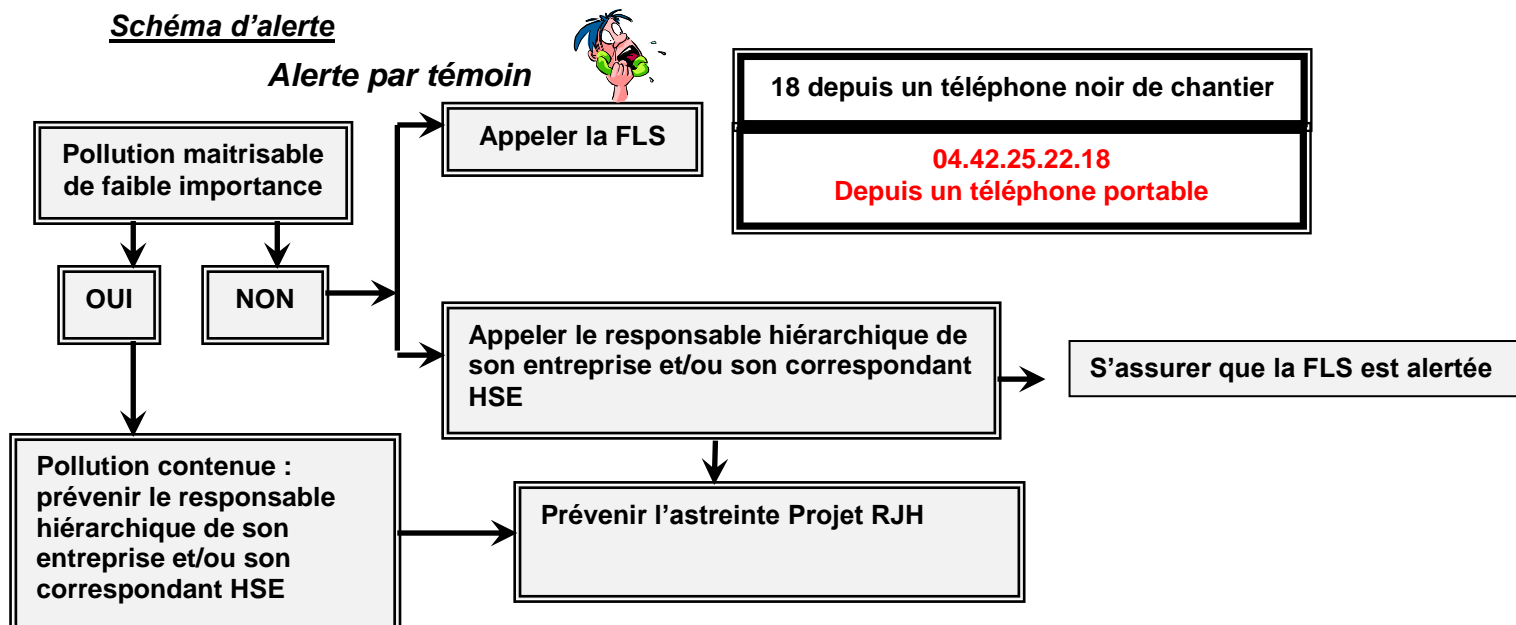 Schéma d’alerte
Alerte par témoin
18 depuis un téléphone noir de chantier
04.42.25.22.18
Depuis un téléphone portable
Appeler la FLS
Pollution maitrisable
de faible importance
OUI
NON
Appeler le responsable hiérarchique de
son entreprise et/ou son correspondant
HSE
S’assurer que la FLS est alertée
Pollution contenue :
prévenir le responsable
hiérarchique de son
entreprise et/ou son
correspondant HSE
Prévenir l’astreinte Projet RJH